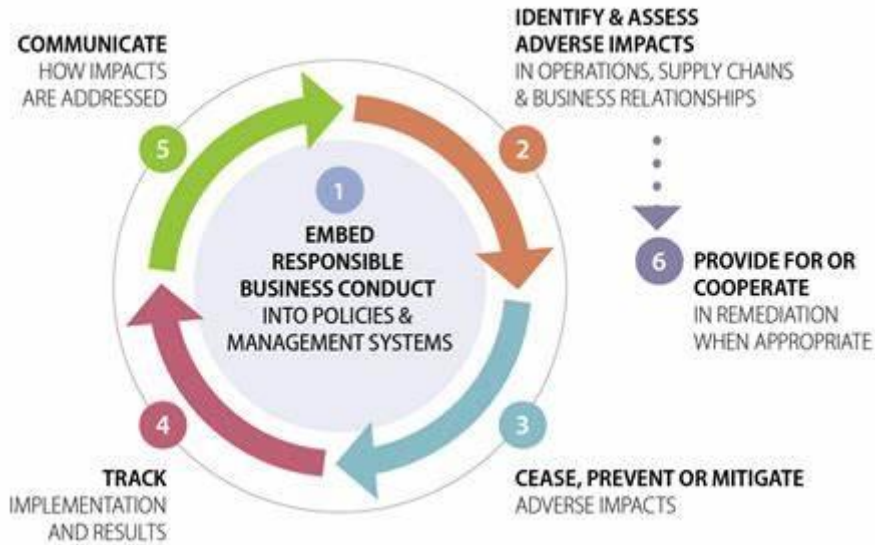 COMMUNICATE
HOW IMPACTS
ARE ADDRESSED
5
IDENTIFY & ASSESS
ADVERSE IMPACTS
IN OPERATIONS, SUPPLY CHAINS
& BUSINESS RELATIONSHIPS
2
1
EMBED
RESPONSIBLE
BUSINESS CONDUCT
INTO POLICIES &
MANAGEMENT SYSTEMS
6
PROVIDE FOR OR
COOPERATE
IN REMEDIATION
WHEN APPROPRIATE
4
TRACK
IMPLEMENTATION
AND RESULTS
3
CEASE, PREVENT OR MITIGATE
ADVERSE IMPACTS